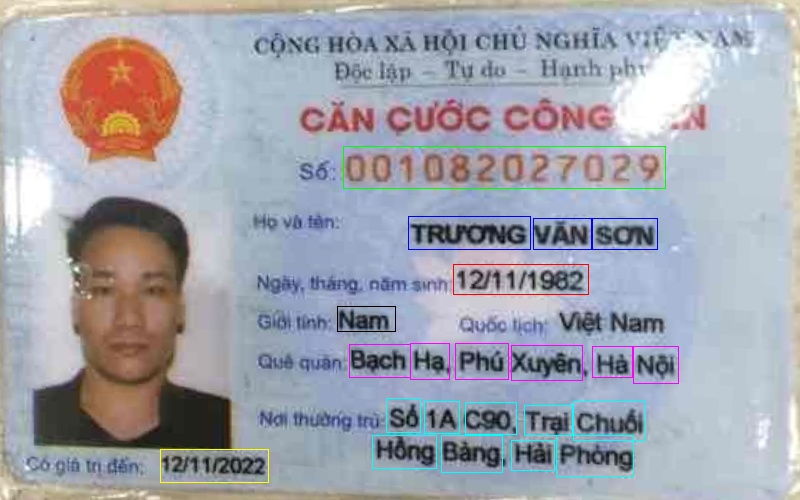 CỘNG HÒA XÃ HỘI CHỦ NGHĨA VIỆT NAM
Độc lập - Tự do - Hạnh phú
CĂN CƯỚC CÔNG
Số: 001082027029
Họ và tên: TRƯƠNG VĂN SƠN
Ngày, tháng, năm sinh: 12/11/1982
Giới tính: Nam Quốc tịch: Việt Nam
Quê quán: Bạch Hạ, Phú Xuyên, Hà Nội
Nơi thường trú: Số 1A C90, Trại Chuối
Hồng Bàng, Hải Phòng
Có giá trị đến: 12/11/2022